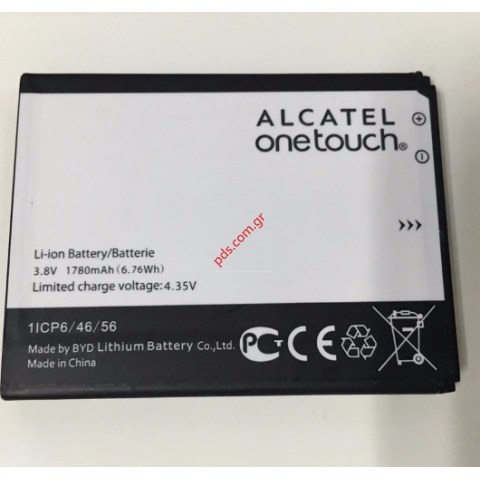 ALCATEL
onetouch®
Li-ion Battery/Batterie
3.8V 1780mAh (6.76Wh)
Limited charge voltage:4.35V
pds.com.gr
1ICP6/46/56
Made by BYD Lithium Battery Co.,Ltd.
Made in China